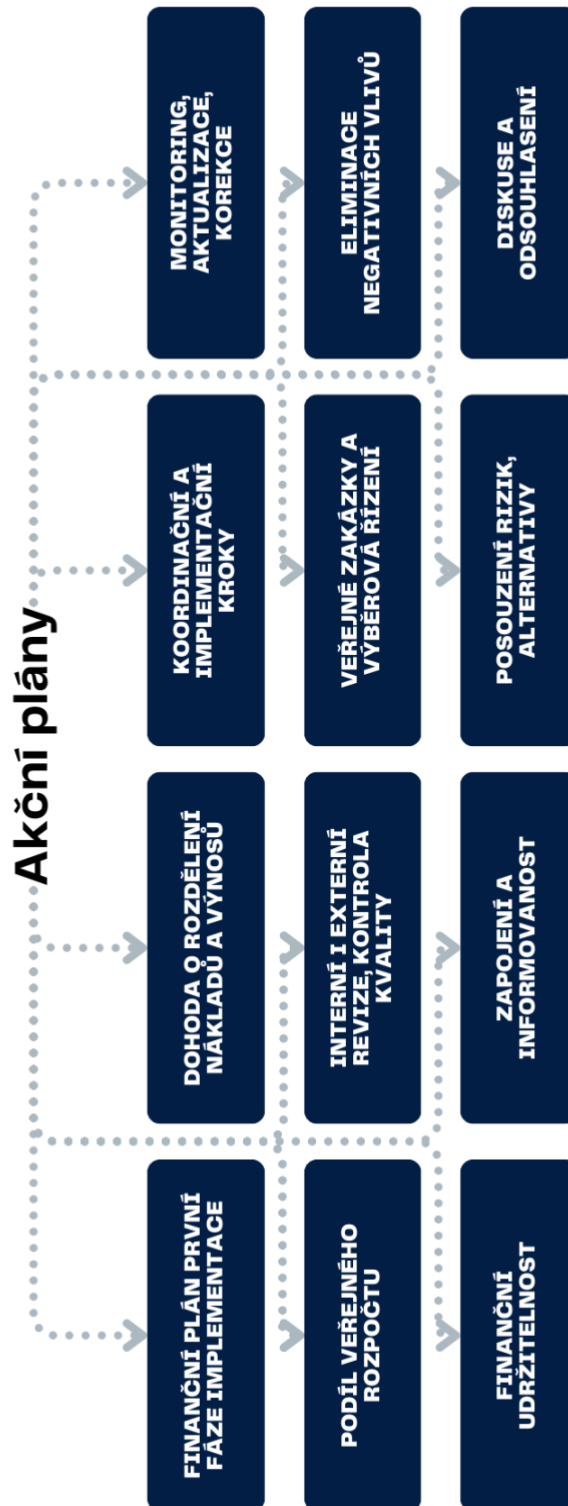 Akční plány
FINANČNÍ PLÁN PRVNÍ
FÁZE IMPLEMENTACE
DOHODA O ROZDĚLENÍ
NÁKLADŮ A VÝNOSŮ
KOORDINAČNÍ A
IMPLEMENTAČNÍ
KROKY
MONITORING,
AKTUALIZACE,
KOREKCE
PODÍL VEŘEJNÉHO
ROZPOČTU
INTERNÍ I EXTERNÍ
REVIZE, KONTROLA
KVALITY
VEŘEJNÉ ZAKÁZKY A
VÝBĚROVÁ ŘÍZENÍ
ELIMINACE
NEGATIVNÍCH VLIVŮ
FINANČNÍ
UDRŽITELNOST
ZAPOJENÍ A
INFORMOVANOST
POSOUZENÍ RIZIK,
ALTERNATIVY
DISKUSE A
ODSOUHLASENÍ